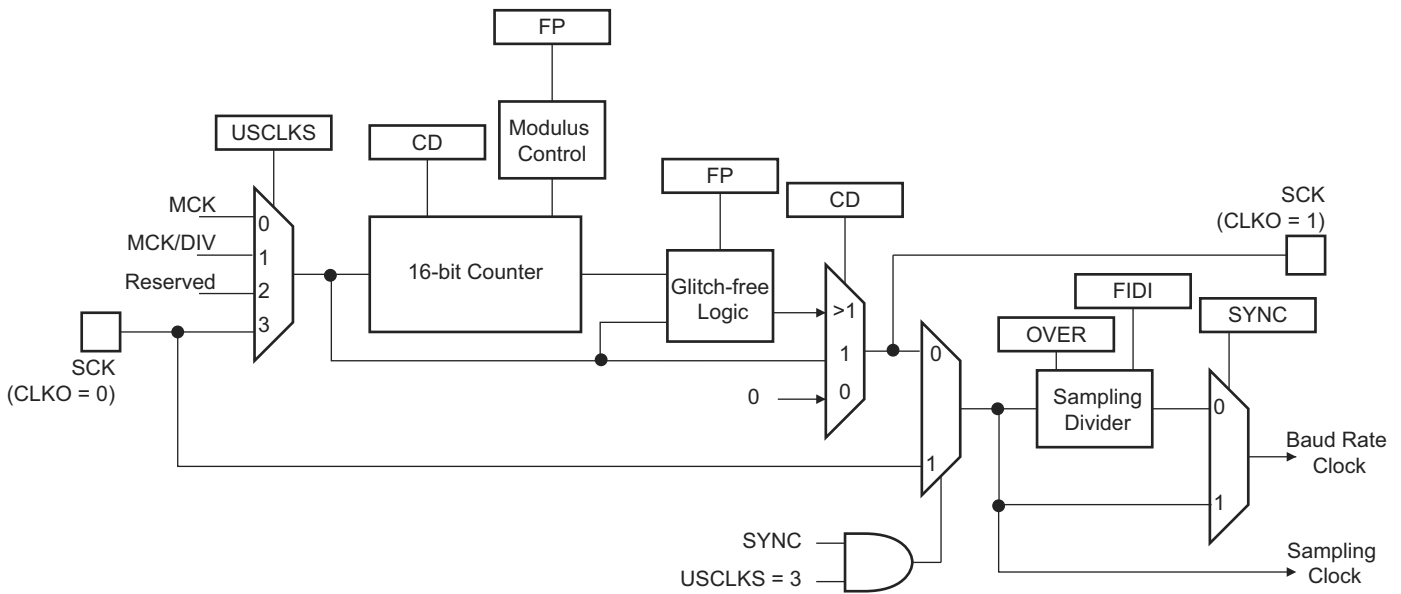 FP
USCLKS
CD
Modulus
Control
FP
CD
SCK
(CLKO = 1)
MCK
0
MCK/DIV
1
Reserved
2
3
16-bit Counter
Glitch-free
Logic
>1
1
0
0
SCK
(CLKO = 0)
FIDI
OVER
SYNC
0
1
Sampling
Divider
0
1
Baud Rate
Clock
SYNC
USCLKS = 3
Sampling
Clock